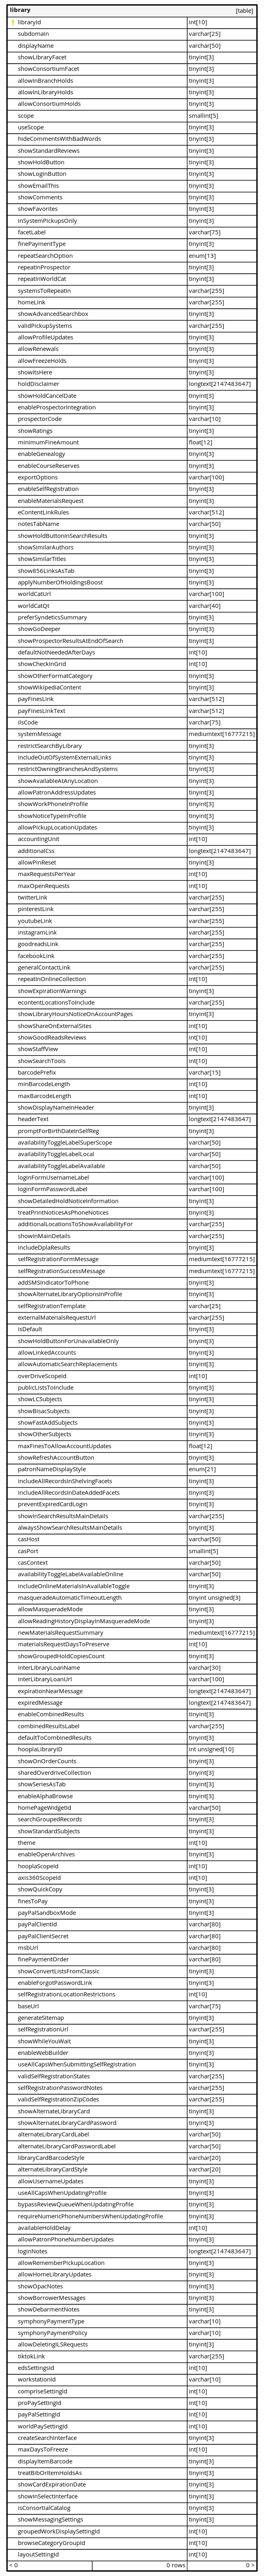 library [table]
libraryId int[10]
subdomain varchar[25]
displayName varchar[50]
showLibraryFacet tinyint[3]
showConsortiumFacet tinyint[3]
allowInBranchHolds tinyint[3]
allowInLibraryHolds tinyint[3]
allowConsortiumHolds tinyint[3]
scope smallint[5]
useScope tinyint[3]
hideCommentsWithBadWords tinyint[3]
showStandardReviews tinyint[3]
showHoldButton tinyint[3]
showLoginButton tinyint[3]
showEmailThis tinyint[3]
showComments tinyint[3]
showFavorites tinyint[3]
inSystemPickupsOnly tinyint[3]
facetLabel varchar[75]
finePaymentType tinyint[3]
repeatSearchOption enum[13]
repeatInProspector tinyint[3]
repeatInWorldCat tinyint[3]
systemsToRepeatIn varchar[255]
homeLink varchar[255]
showAdvancedSearchbox tinyint[3]
validPickupSystems varchar[255]
allowProfileUpdates tinyint[3]
allowRenewals tinyint[3]
allowFreezeHolds tinyint[3]
showItsHere tinyint[3]
holdDisclaimer longtext[2147483647]
showHoldCancelDate tinyint[3]
enableProspectorIntegration tinyint[3]
prospectorCode varchar[10]
showRatings tinyint[3]
minimumFineAmount float[12]
enableGenealogy tinyint[3]
enableCourseReserves tinyint[3]
exportOptions varchar[100]
enableSelfRegistration tinyint[3]
enableMaterialsRequest tinyint[3]
eContentLinkRules varchar[512]
notesTabName varchar[50]
showHoldButtonInSearchResults tinyint[3]
showSimilarAuthors tinyint[3]
showSimilarTitles tinyint[3]
show856LinksAsTab tinyint[3]
applyNumberOfHoldingsBoost tinyint[3]
worldCatUrl varchar[100]
worldCatQt varchar[40]
preferSyndeticsSummary tinyint[3]
showGoDeeper tinyint[3]
showProspectorResultsAtEndOfSearch tinyint[3]
defaultNotNeededAfterDays int[10]
showCheckInGrid int[10]
showOtherFormatCategory tinyint[3]
showWikipediaContent tinyint[3]
payFinesLink varchar[512]
payFinesLinkText varchar[512]
ilsCode varchar[75]
systemMessage mediumtext[16777215]
restrictSearchByLibrary tinyint[3]
includeOutOfSystemExternalLinks tinyint[3]
restrictOwningBranchesAndSystems tinyint[3]
showAvailableAtAnyLocation tinyint[3]
allowPatronAddressUpdates tinyint[3]
showWorkPhoneInProfile tinyint[3]
showNoticeTypeInProfile tinyint[3]
allowPickupLocationUpdates tinyint[3]
accountingUnit int[10]
additionalCss longtext[2147483647]
allowPinReset tinyint[3]
maxRequestsPerYear int[10]
maxOpenRequests int[10]
twitterLink varchar[255]
pinterestLink varchar[255]
youtubeLink varchar[255]
instagramLink varchar[255]
goodreadsLink varchar[255]
facebookLink varchar[255]
generalContactLink varchar[255]
repeatInOnlineCollection int[10]
showExpirationWarnings tinyint[3]
econtentLocationsToInclude varchar[255]
showLibraryHoursNoticeOnAccountPages tinyint[3]
showShareOnExternalSites int[10]
showGoodReadsReviews int[10]
showStaffView int[10]
showSearchTools int[10]
barcodePrefix varchar[15]
minBarcodeLength int[10]
maxBarcodeLength int[10]
showDisplayNameInHeader tinyint[3]
headerText longtext[2147483647]
promptForBirthDateInSelfReg tinyint[3]
availabilityToggleLabelSuperScope varchar[50]
availabilityToggleLabelLocal varchar[50]
availabilityToggleLabelAvailable varchar[50]
loginFormUsernameLabel varchar[100]
loginFormPasswordLabel varchar[100]
showDetailedHoldNoticeInformation tinyint[3]
treatPrintNoticesAsPhoneNotices tinyint[3]
additionalLocationsToShowAvailabilityFor varchar[255]
showInMainDetails varchar[255]
includeDplaResults tinyint[3]
selfRegistrationFormMessage mediumtext[16777215]
selfRegistrationSuccessMessage mediumtext[16777215]
addSMSIndicatorToPhone tinyint[3]
showAlternateLibraryOptionsInProfile tinyint[3]
selfRegistrationTemplate varchar[25]
externalMaterialsRequestUrl varchar[255]
isDefault tinyint[3]
showHoldButtonForUnavailableOnly tinyint[3]
allowLinkedAccounts tinyint[3]
allowAutomaticSearchReplacements tinyint[3]
overDriveScopeId int[10]
publicListsToInclude tinyint[3]
showLCSubjects tinyint[3]
showBisacSubjects tinyint[3]
showFastAddSubjects tinyint[3]
showOtherSubjects tinyint[3]
maxFinesToAllowAccountUpdates float[12]
showRefreshAccountButton tinyint[3]
patronNameDisplayStyle enum[21]
includeAllRecordsInShelvingFacets tinyint[3]
includeAllRecordsInDateAddedFacets tinyint[3]
preventExpiredCardLogin tinyint[3]
showInSearchResultsMainDetails varchar[255]
alwaysShowSearchResultsMainDetails tinyint[3]
casHost varchar[50]
casPort smallint[5]
casContext varchar[50]
availabilityToggleLabelAvailableOnline varchar[50]
includeOnlineMaterialsInAvailableToggle tinyint[3]
masqueradeAutomaticTimeoutLength tinyint unsigned[3]
allowMasqueradeMode tinyint[3]
allowReadingHistoryDisplayInMasqueradeMode tinyint[3]
newMaterialsRequestSummary mediumtext[16777215]
materialsRequestDaysToPreserve int[10]
showGroupedHoldCopiesCount tinyint[3]
interLibraryLoanName varchar[30]
interLibraryLoanUrl varchar[100]
expirationNearMessage longtext[2147483647]
expiredMessage longtext[2147483647]
enableCombinedResults tinyint[3]
combinedResultsLabel varchar[255]
defaultToCombinedResults tinyint[3]
hooplaLibraryID int unsigned[10]
showOnOrderCounts tinyint[3]
sharedOverdriveCollection tinyint[3]
showSeriesAsTab tinyint[3]
enableAlphaBrowse tinyint[3]
homePageWidgetId varchar[50]
searchGroupedRecords tinyint[3]
showStandardSubjects tinyint[3]
theme int[10]
enableOpenArchives tinyint[3]
hooplaScopeId int[10]
axis360ScopeId int[10]
showQuickCopy tinyint[3]
finesToPay tinyint[3]
payPalSandboxMode tinyint[3]
payPalClientId varchar[80]
payPalClientSecret varchar[80]
msbUrl varchar[80]
finePaymentOrder varchar[80]
showConvertListsFromClassic tinyint[3]
enableForgotPasswordLink tinyint[3]
selfRegistrationLocationRestrictions int[10]
baseUrl varchar[75]
generateSitemap tinyint[3]
selfRegistrationUrl varchar[255]
showWhileYouWait tinyint[3]
enableWebBuilder tinyint[3]
useAllCapsWhenSubmittingSelfRegistration tinyint[3]
validSelfRegistrationStates varchar[255]
selfRegistrationPasswordNotes varchar[255]
validSelfRegistrationZipCodes varchar[255]
showAlternateLibraryCard tinyint[3]
showAlternateLibraryCardPassword tinyint[3]
alternateLibraryCardLabel varchar[50]
alternateLibraryCardPasswordLabel varchar[50]
libraryCardBarcodeStyle varchar[20]
alternateLibraryCardStyle varchar[20]
allowUsernameUpdates tinyint[3]
useAllCapsWhenUpdatingProfile tinyint[3]
bypassReviewQueueWhenUpdatingProfile tinyint[3]
requireNumericPhoneNumbersWhenUpdatingProfile tinyint[3]
availableHoldDelay int[10]
allowPatronPhoneNumberUpdates tinyint[3]
loginNotes longtext[2147483647]
allowRememberPickupLocation tinyint[3]
allowHomeLibraryUpdates tinyint[3]
showOpacNotes tinyint[3]
showBorrowerMessages tinyint[3]
showDebarmentNotes tinyint[3]
symphonyPaymentType varchar[10]
symphonyPaymentPolicy varchar[10]
allowDeletingILSRequests tinyint[3]
tiktokLink varchar[255]
edsSettingsId int[10]
workstationId varchar[10]
compriseSettingId int[10]
proPaySettingId int[10]
payPalSettingId int[10]
worldPaySettingId int[10]
createSearchInterface tinyint[3]
maxDaysToFreeze int[10]
displayItemBarcode tinyint[3]
treatBibOrItemHoldsAs tinyint[3]
showCardExpirationDate tinyint[3]
showInSelectInterface tinyint[3]
isConsortialCatalog tinyint[3]
showMessagingSettings tinyint[3]
groupedWorkDisplaySettingId int[10]
browseCategoryGroupId int[10]
layoutSettingId int[10]
< 0 0 rows 0 >